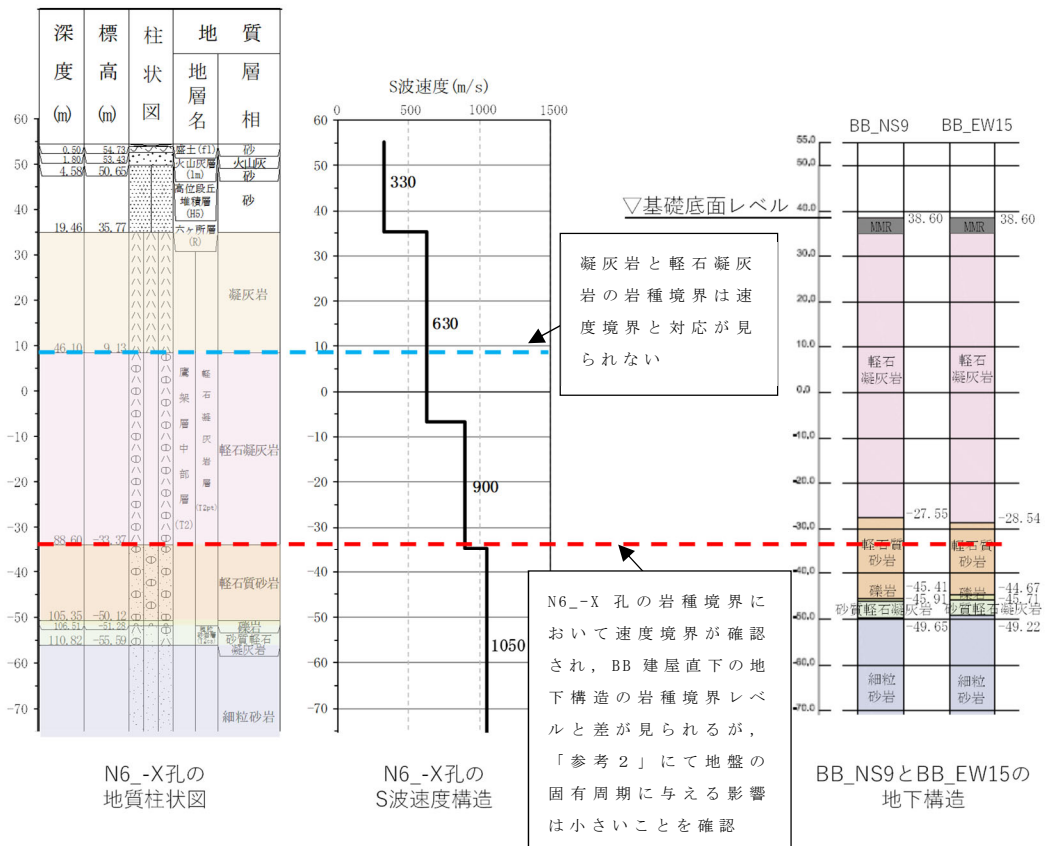 深度(m)
標高(m)
柱状図
地質
地層名
層相
60
50
40
30
20
10
0
-10
-20
-30
-40
-50
-60
-70
0.50 54.73 盛土(fl) 砂
1.80 53.43 火山灰層(lm) 火山灰
4.58 50.65 砂
高位段丘堆積層(H5) 砂
19.46 35.77 六ヶ所層(R)
凝灰岩
46.10 9.13
鷹架層中部層(T2)
軽石凝灰岩層(T2pt)
軽石凝灰岩
88.60 -33.37
軽石質砂岩
105.35 -50.12
106.51 -51.28 礫岩
110.82 -55.59 砂質軽石凝灰岩
細粒砂岩
N6_-X孔の
地質柱状図
S波速度(m/s)
0 500 1000 1500
60
50
40
30
20
10
0
-10
-20
-30
-40
-50
-60
-70
330
630
900
1050
N6_-X孔の
S波速度構造
凝灰岩と軽石凝灰
岩の岩種境界は速
度境界と対応が見
られない
N6_-X 孔の岩種境界に
おいて速度境界が確認
され，BB 建屋直下の地
下構造の岩種境界レベ
ルと差が見られるが，
「参考２」にて地盤の
固有周期に与える影響
は小さいことを確認
BB_NS9 BB_EW15
▽基礎底面レベル
55.0
50.0
40.0
30.0
20.0
10.0
0.0
-10.0
-20.0
-30.0
-40.0
-50.0
-60.0
-70.0
MMR 38.60 MMR 38.60
軽石凝灰岩 軽石凝灰岩
-27.55 -28.54
軽石質砂岩 軽石質砂岩
-45.41 -44.67
礫岩 礫岩
-45.91 -45.71
砂質軽石凝灰岩 砂質軽石凝灰岩
-49.65 -49.22
細粒砂岩 細粒砂岩
BB_NS9とBB_EW15の
地下構造